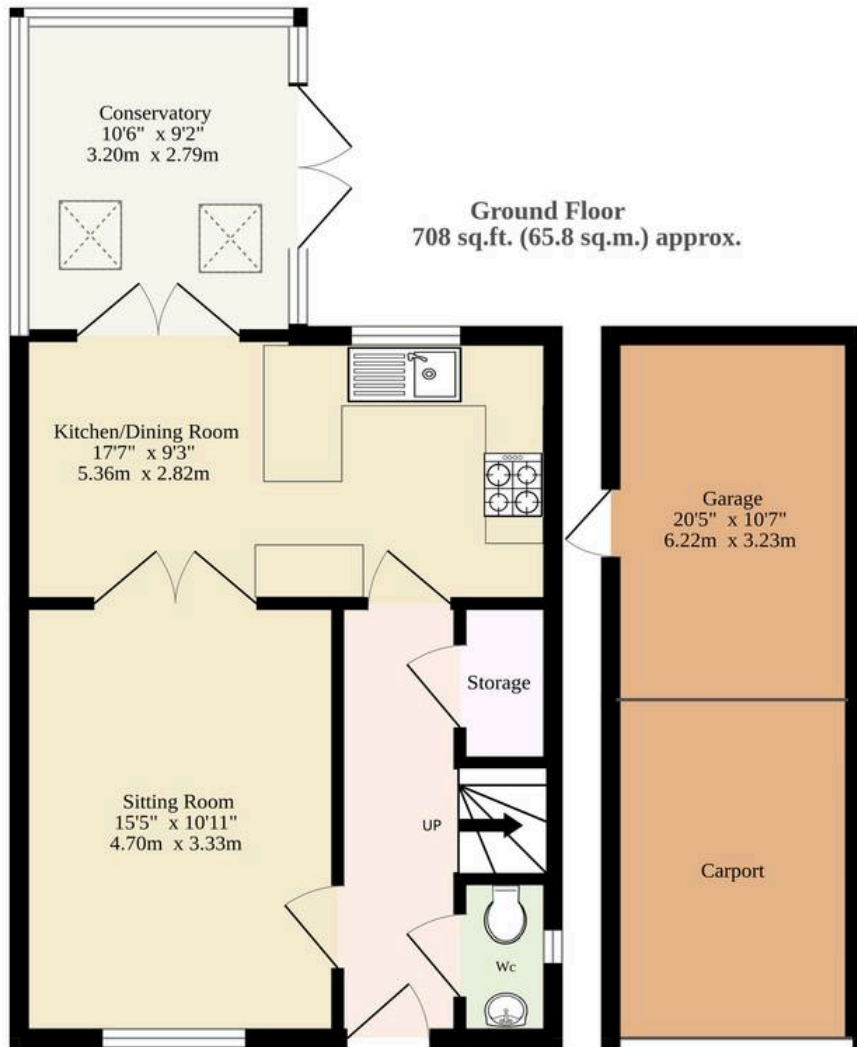 Conservatory
10'6" x 9'2"
3.20m x 2.79m
Ground Floor
708 sq.ft. (65.8 sq.m.) approx.
Kitchen/Dining Room
17'7" x 9'3"
5.36m x 2.82m
Garage
20'5" x 10'7"
6.22m x 3.23m
Storage
Sitting Room
15'5" x 10'11"
4.70m x 3.33m
UP
Carport
Wc